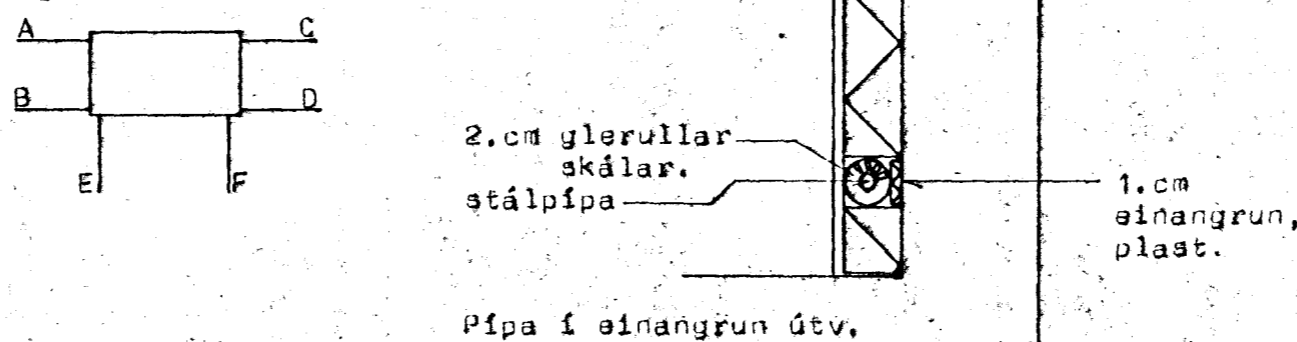 A
C
B
D
E
F
2.cm glerullar
skálar.
stálpípa
1.cm
einangrun,
plast.
Pípa í einangrun útv.